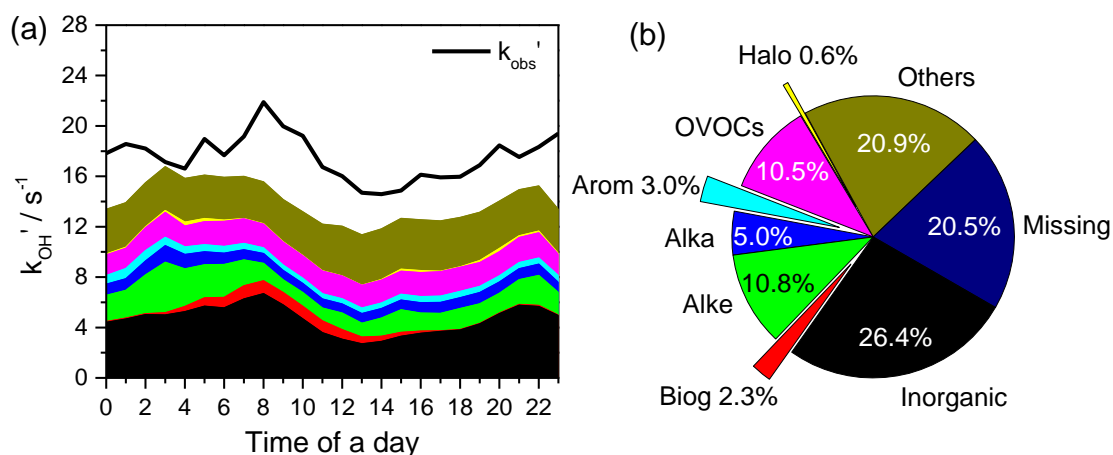 (a)
k_obs'
28
24
20
16
12
8
4
0
k_OH' / s⁻¹
0 2 4 6 8 10 12 14 16 18 20 22
Time of a day
(b)
Halo 0.6%
Others
20.9%
OVOCs
10.5%
Arom 3.0%
Missing
20.5%
Alka
5.0%
Alke
10.8%
26.4%
Biog 2.3%
Inorganic